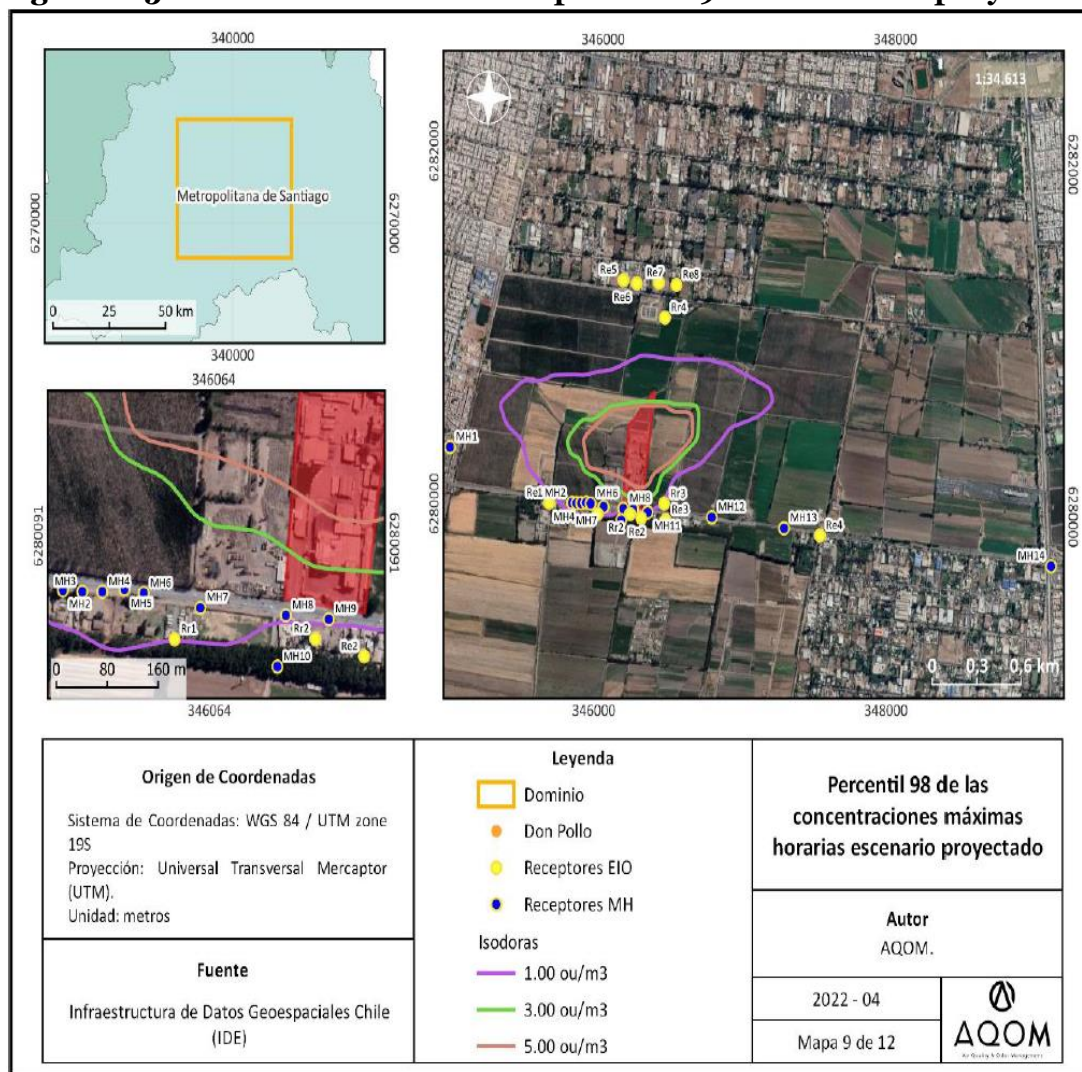 340000
6270000
Metropolitana de Santiago
6270000
0 25 50 km
340000
346064
6280091
6280091
MH3
MH4
MH6
MH2
MH5
MH7
MH8
MH9
Rr1
Rr2
Re2
MH10
0 80 160 m
346064
346000
348000
1:34.613
6282000
6282000
Re5
Re7
Re8
Re6
Rr4
MH1
Re1
MH2
MH6
MH8
Rr3
MH4
MH7
Re3
MH12
Rr2
Re2
MH11
MH13
Re4
MH14
6280000
6280000
0 0,3 0,6 km
346000
348000
Origen de Coordenadas
Sistema de Coordenadas: WGS 84 / UTM zone
19S
Proyección: Universal Transversal Mercaptor
(UTM).
Unidad: metros
Fuente
Infraestructura de Datos Geoespaciales Chile
(IDE)
Leyenda
Dominio
Don Pollo
Receptores EIO
Receptores MH
Isodoras
1.00 ou/m3
3.00 ou/m3
5.00 ou/m3
Percentil 98 de las
concentraciones máximas
horarias escenario proyectado
Autor
AQOM.
2022 - 04
Mapa 9 de 12
AQOM
Air Quality & Odor Management